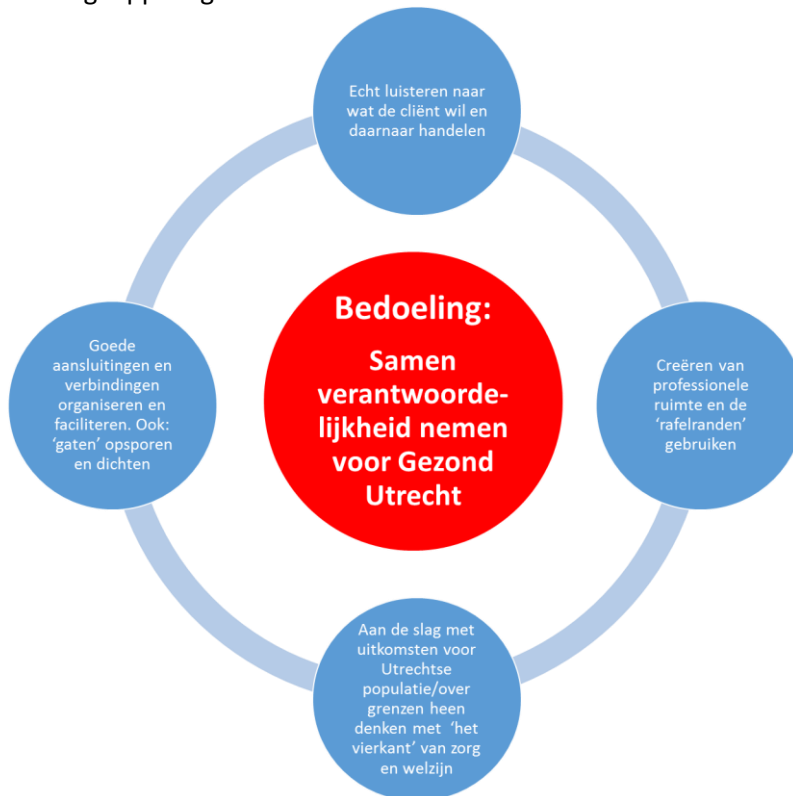 Echt luisteren naar
wat de cliënt wil en
daarnaar handelen
Bedoeling:
Samen
verantwoorde-
lijkheid nemen
voor Gezond
Utrecht
Creëren van
professionele
ruimte en de
‘rafelranden’
gebruiken
Aan de slag met
uitkomsten voor
Utrechtse
populatie/over
grenzen heen
denken met ‘het
vierkant’ van zorg
en welzijn
Goede
aansluitingen en
verbindingen
organiseren en
faciliteren. Ook:
‘gaten’ opsporen
en dichten